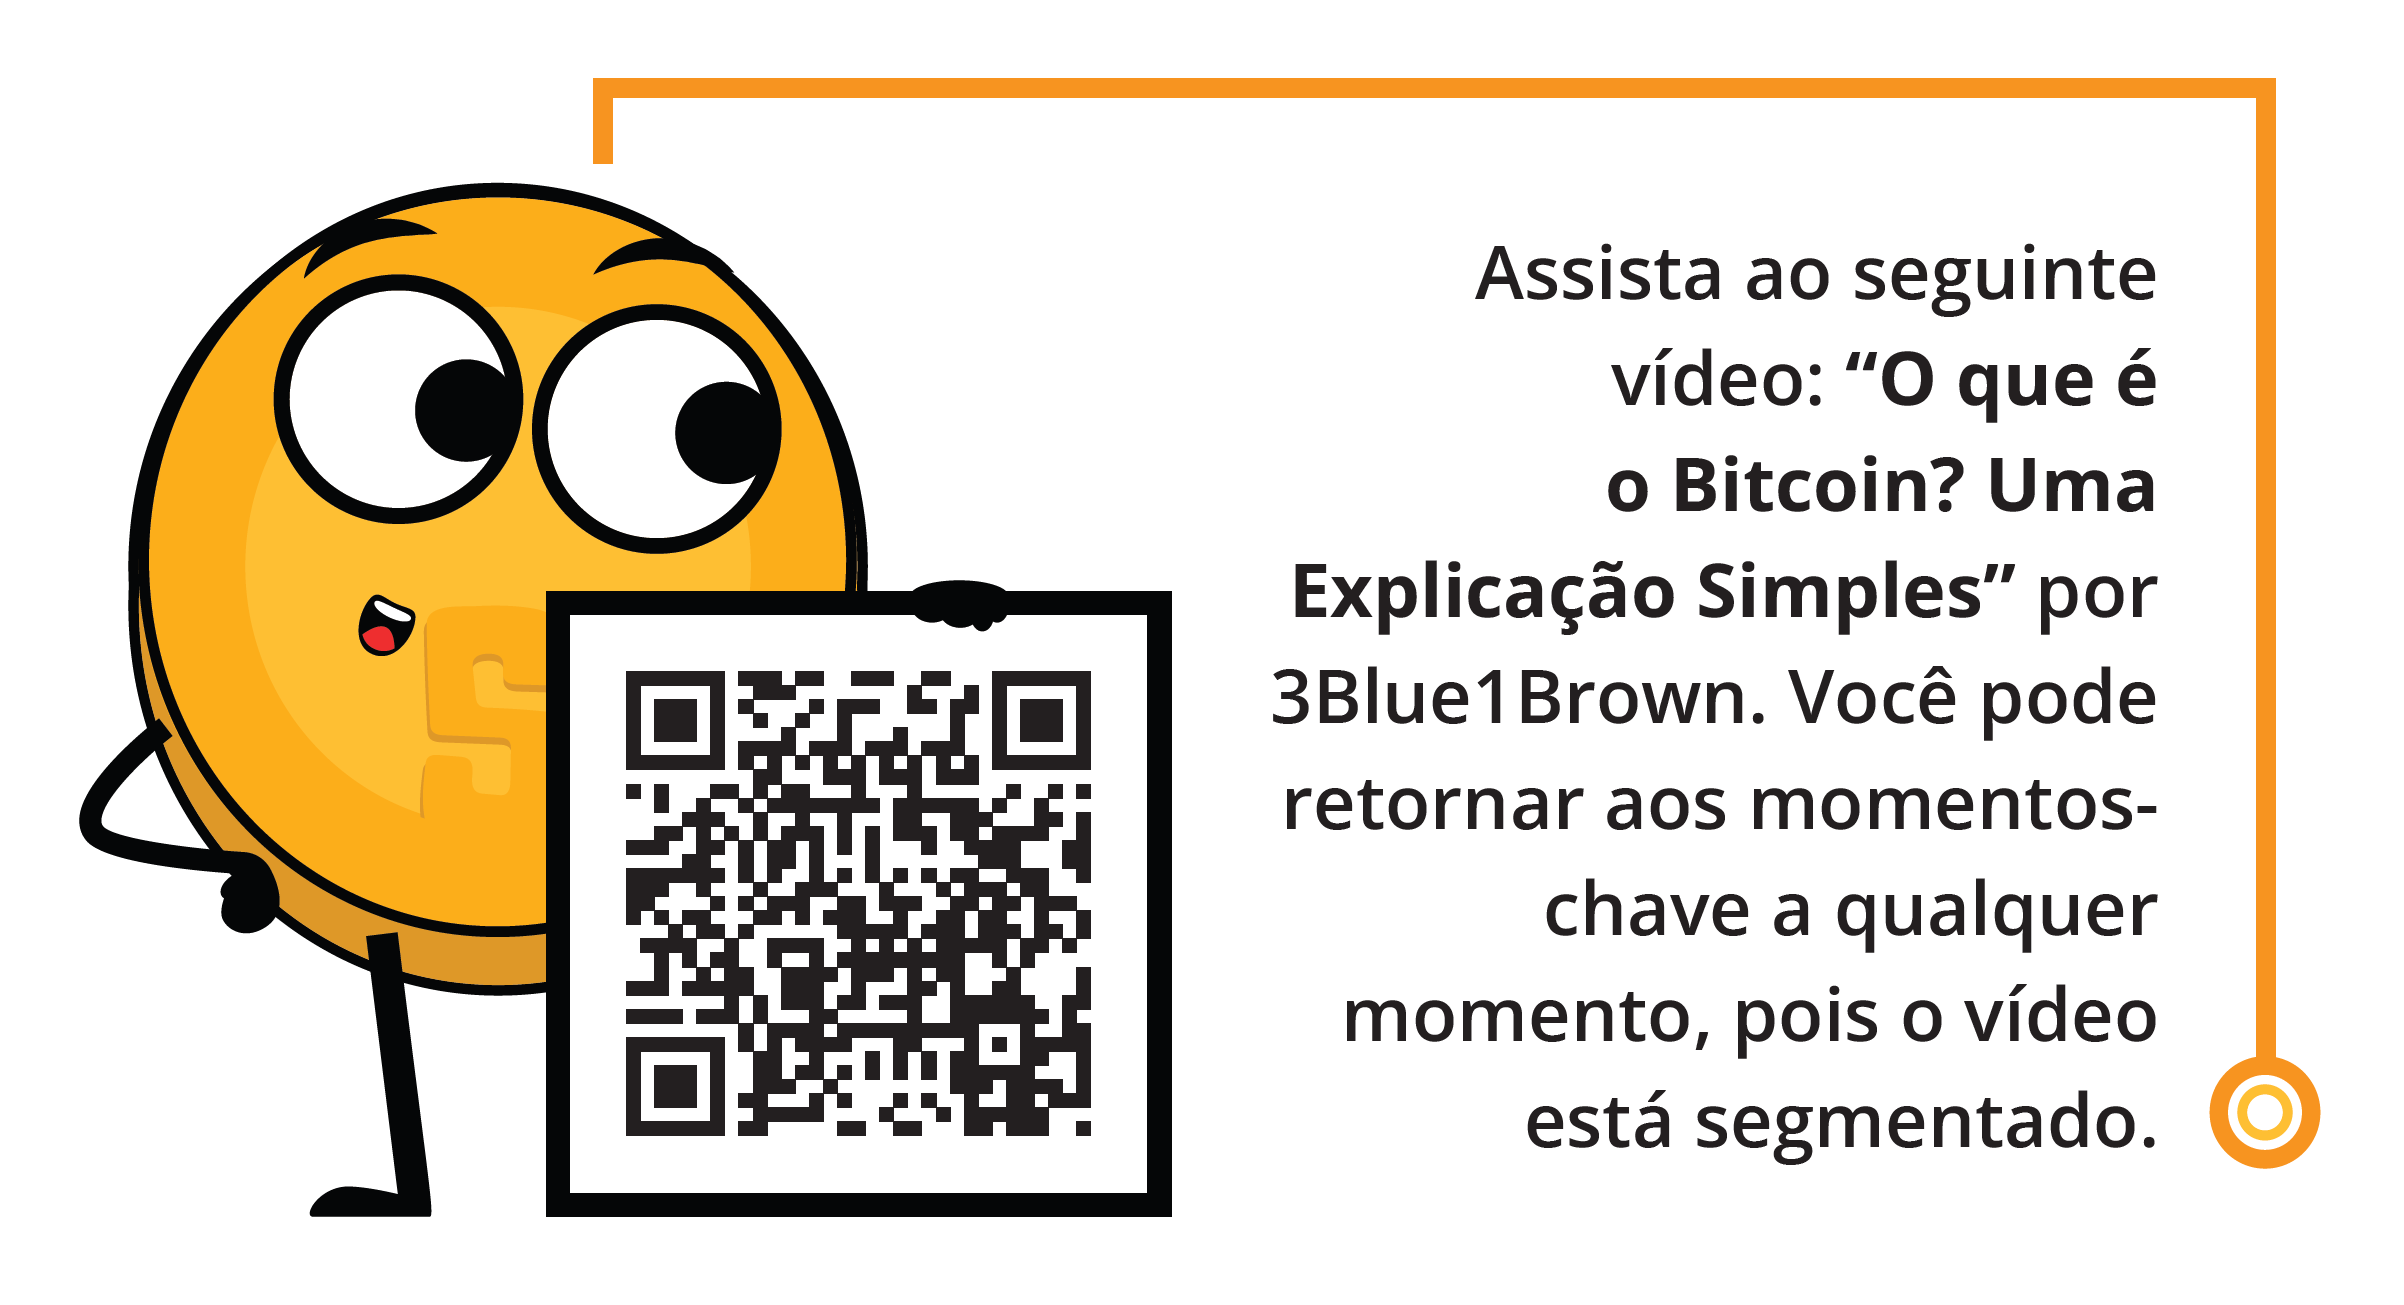 Assista ao seguinte
vídeo: “O que é
o Bitcoin? Uma
Explicação Simples” por
3Blue1Brown. Você pode
retornar aos momentos-
chave a qualquer
momento, pois o vídeo
está segmentado.